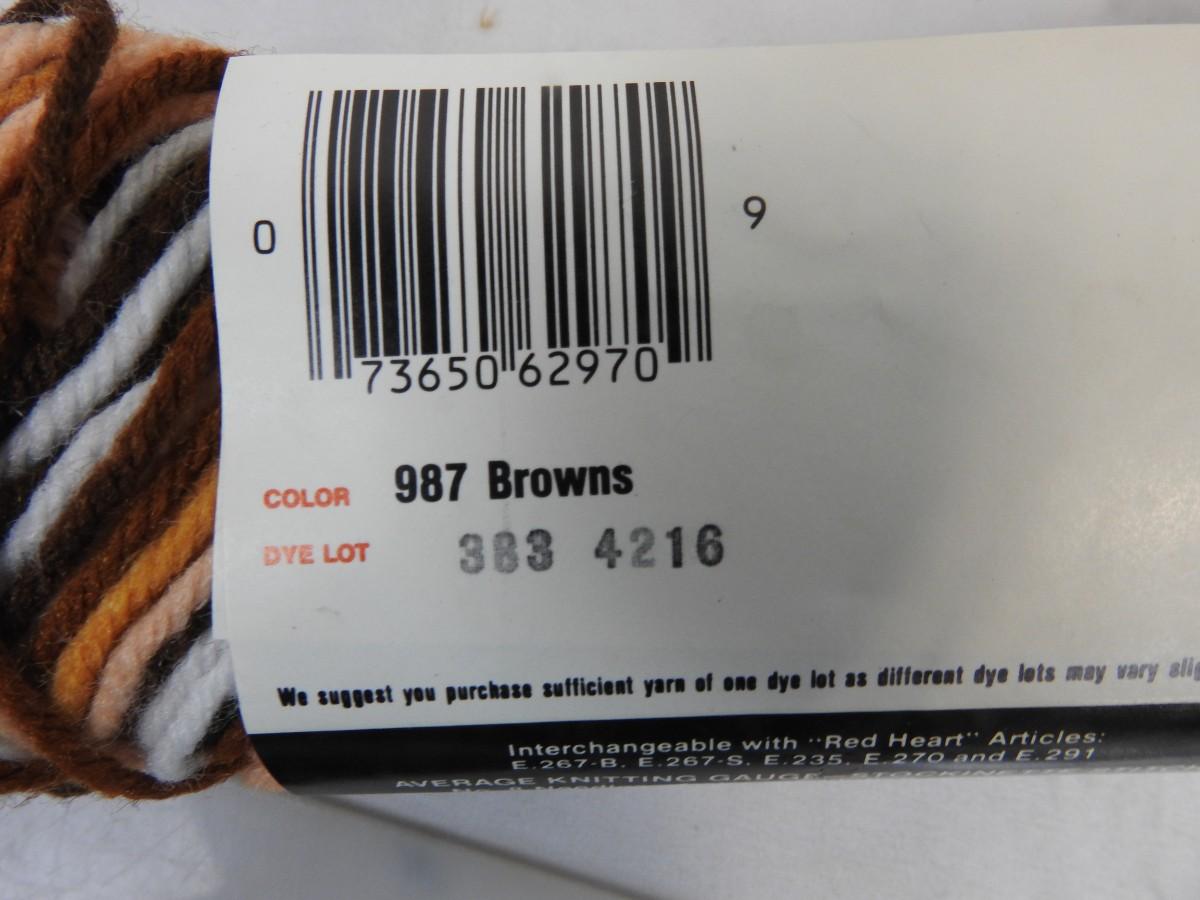 0 73650 62970 9
COLOR 987 Browns
DYE LOT 383 4216
We suggest you purchase sufficient yarn of one dye lot as different dye lots may vary
Interchangeable with "Red Heart" Articles:
E.267-B, E.267-S, E.235, E.270 and E.291
AVERAGE KNITTING GAUGE